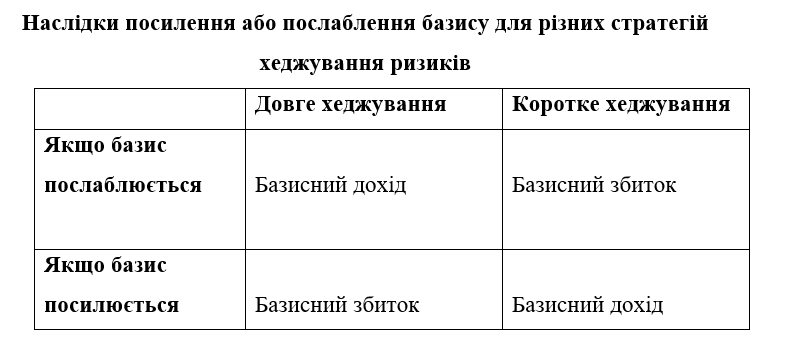 Наслідки посилення або послаблення базису для різних стратегій
хеджування ризиків
Довге хеджування Коротке хеджування
Якщо базис
послаблюється Базисний дохід Базисний збиток
Якщо базис
посилюється Базисний збиток Базисний дохід